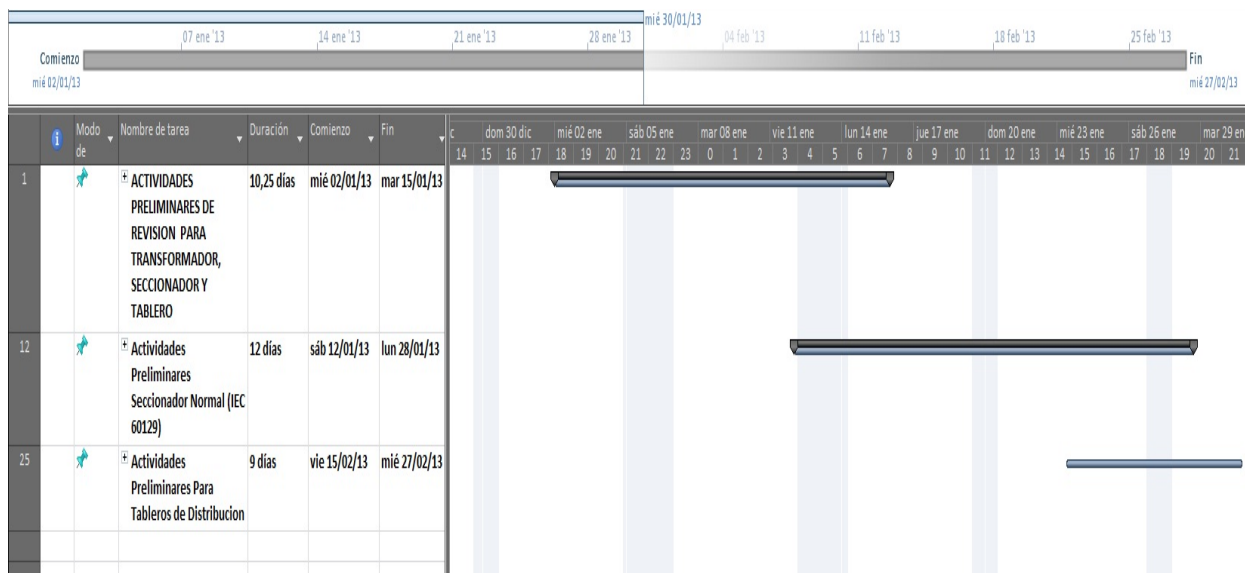 mié 30/01/13
07 ene '13 14 ene '13 21 ene '13 28 ene '13 04 feb '13 11 feb '13 18 feb '13 25 feb '13
Comienzo Fin
mié 02/01/13 mié 27/02/13
Modo de Nombre de tarea Duración Comienzo Fin
c dom 30 dic mié 02 ene sáb 05 ene mar 08 ene vie 11 ene lun 14 ene jue 17 ene dom 20 ene mié 23 ene sáb 26 ene mar 29 en
14 15 16 17 18 19 20 21 22 23 0 1 2 3 4 5 6 7 8 9 10 11 12 13 14 15 16 17 18 19 20 21
1 ACTIVIDADES 10,25 días mié 02/01/13 mar 15/01/13
PRELIMINARES DE
REVISION PARA
TRANSFORMADOR,
SECCIONADOR Y
TABLERO
12 Actividades 12 días sáb 12/01/13 lun 28/01/13
Preliminares
Seccionador Normal (IEC
60129)
25 Actividades 9 días vie 15/02/13 mié 27/02/13
Preliminares Para
Tableros de Distribucion